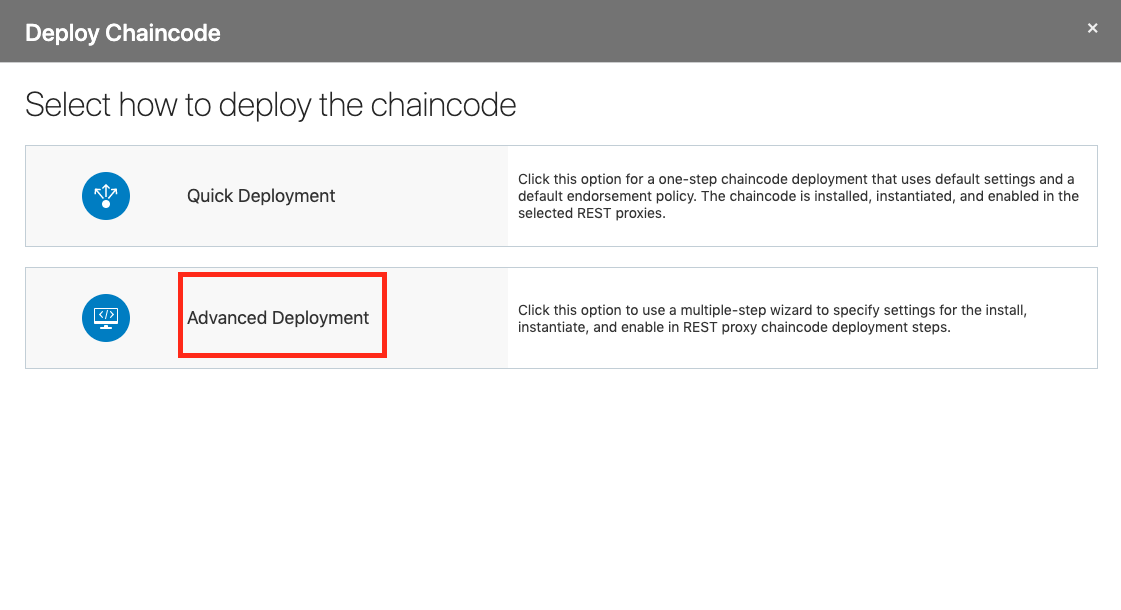 Deploy Chaincode
×
Select how to deploy the chaincode
Quick Deployment
Click this option for a one-step chaincode deployment that uses default settings and a
default endorsement policy. The chaincode is installed, instantiated, and enabled in the
selected REST proxies.
Advanced Deployment
Click this option to use a multiple-step wizard to specify settings for the install,
instantiate, and enable in REST proxy chaincode deployment steps.